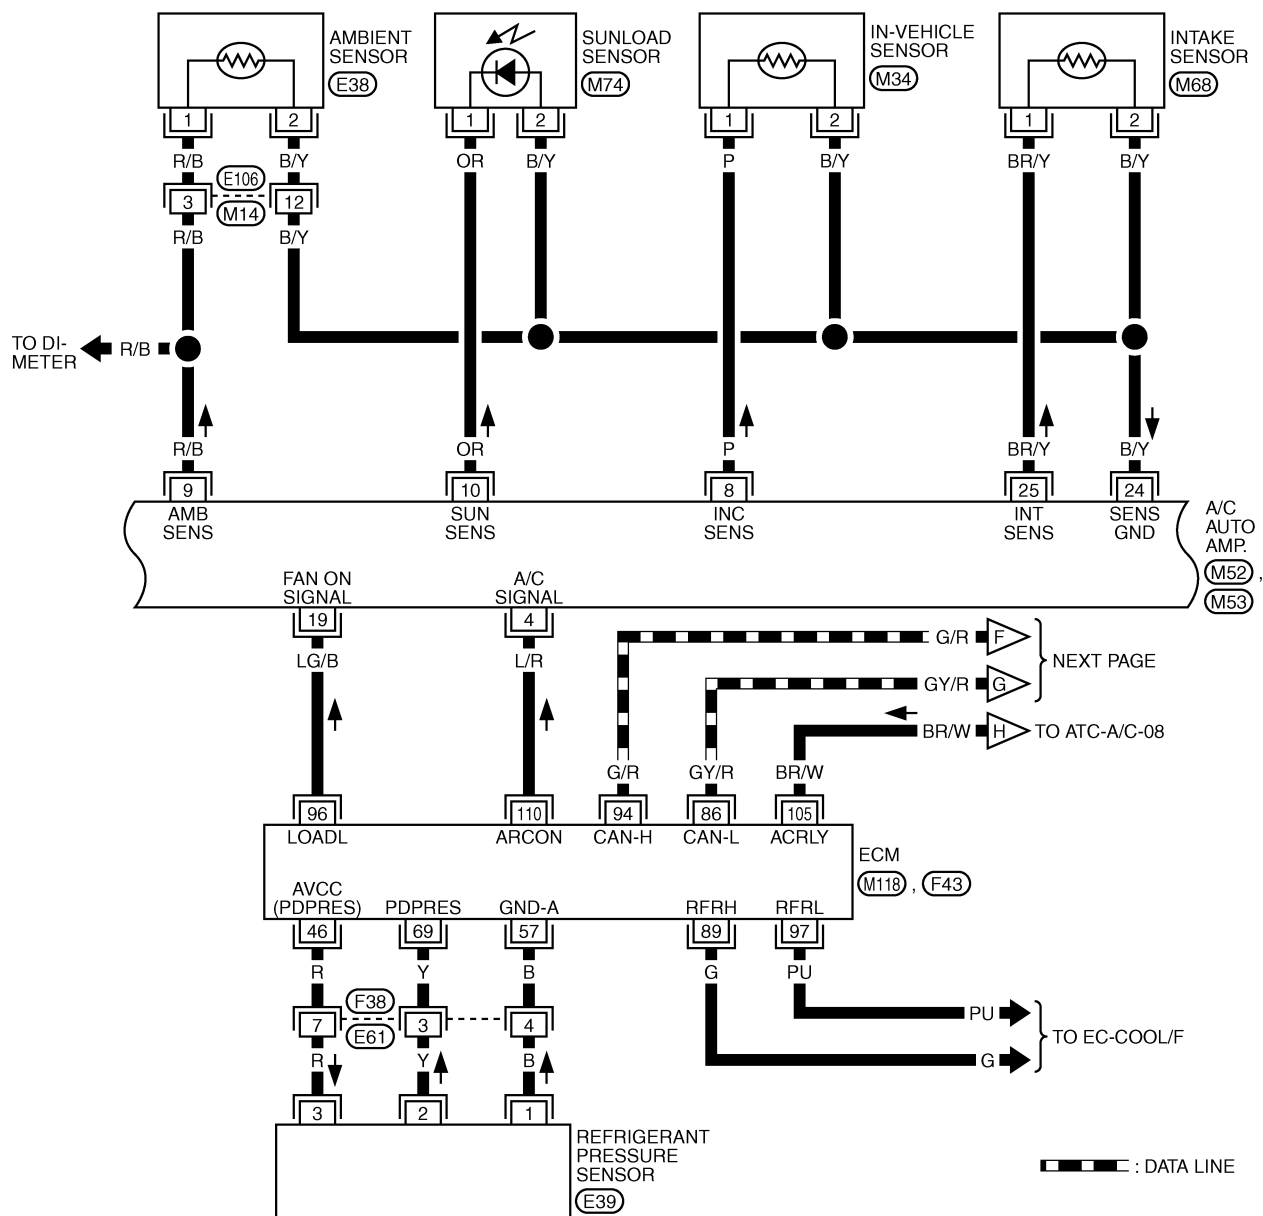 AMBIENT
SENSOR
E38
SUNLOAD
SENSOR
M74
IN-VEHICLE
SENSOR
M34
INTAKE
SENSOR
M68
1 2 1 2 1 2 1 2
R/B B/Y OR B/Y P B/Y BR/Y B/Y
E106
3 12
M14
R/B B/Y
TO DI-
METER
R/B
R/B OR P BR/Y B/Y
9 10 8 25 24
AMB
SENS
SUN
SENS
INC
SENS
INT
SENS
SENS
GND
A/C
AUTO
AMP.
M52 ,
M53
FAN ON
SIGNAL
A/C
SIGNAL
19 4
LG/B L/R
G/R F
GY/R G
NEXT PAGE
BR/W H TO ATC-A/C-08
G/R GY/R BR/W
96 110 94 86 105
LOADL ARCON CAN-H CAN-L ACRLY
ECM
M118 , F43
AVCC
(PDPRES) PDPRES GND-A RFRH RFRL
46 69 57 89 97
R Y B G PU
F38
7 3 4
E61
PU
G
TO EC-COOL/F
R Y B
3 2 1
REFRIGERANT
PRESSURE
SENSOR
E39
: DATA LINE